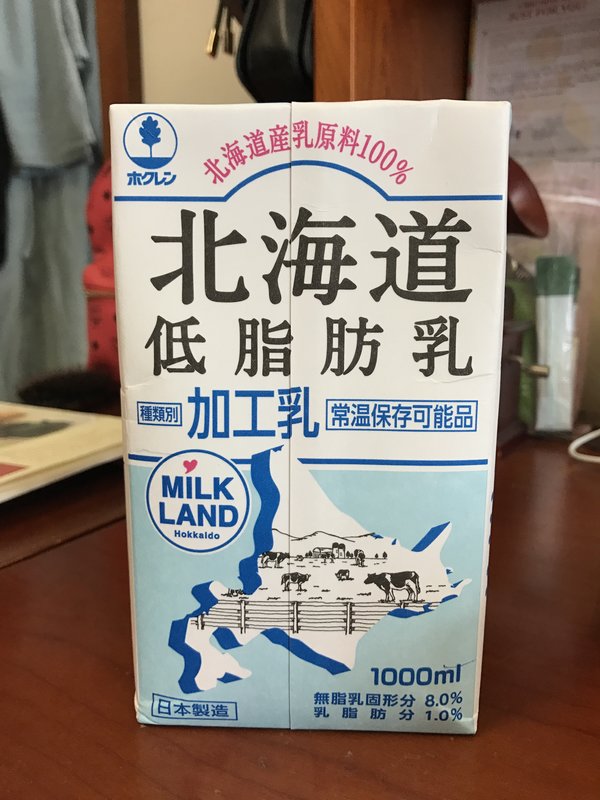 ホクレン
北海道産乳原料100%
北海道
低脂肪乳
種類別 加工乳 常温保存可能品
MILK
LAND
Hokkaido
1000ml
無脂乳固形分 8.0%
乳脂肪分 1.0%
日本製造